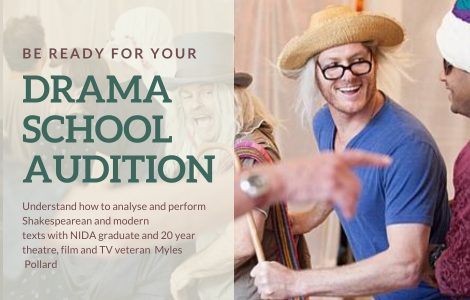 BE READY FOR YOUR
DRAMA
SCHOOL
AUDITION
Understand how to analyse and perform
Shakespearean and modern
texts with NIDA graduate and 20 year
theatre, film and TV veteran Myles
Pollard